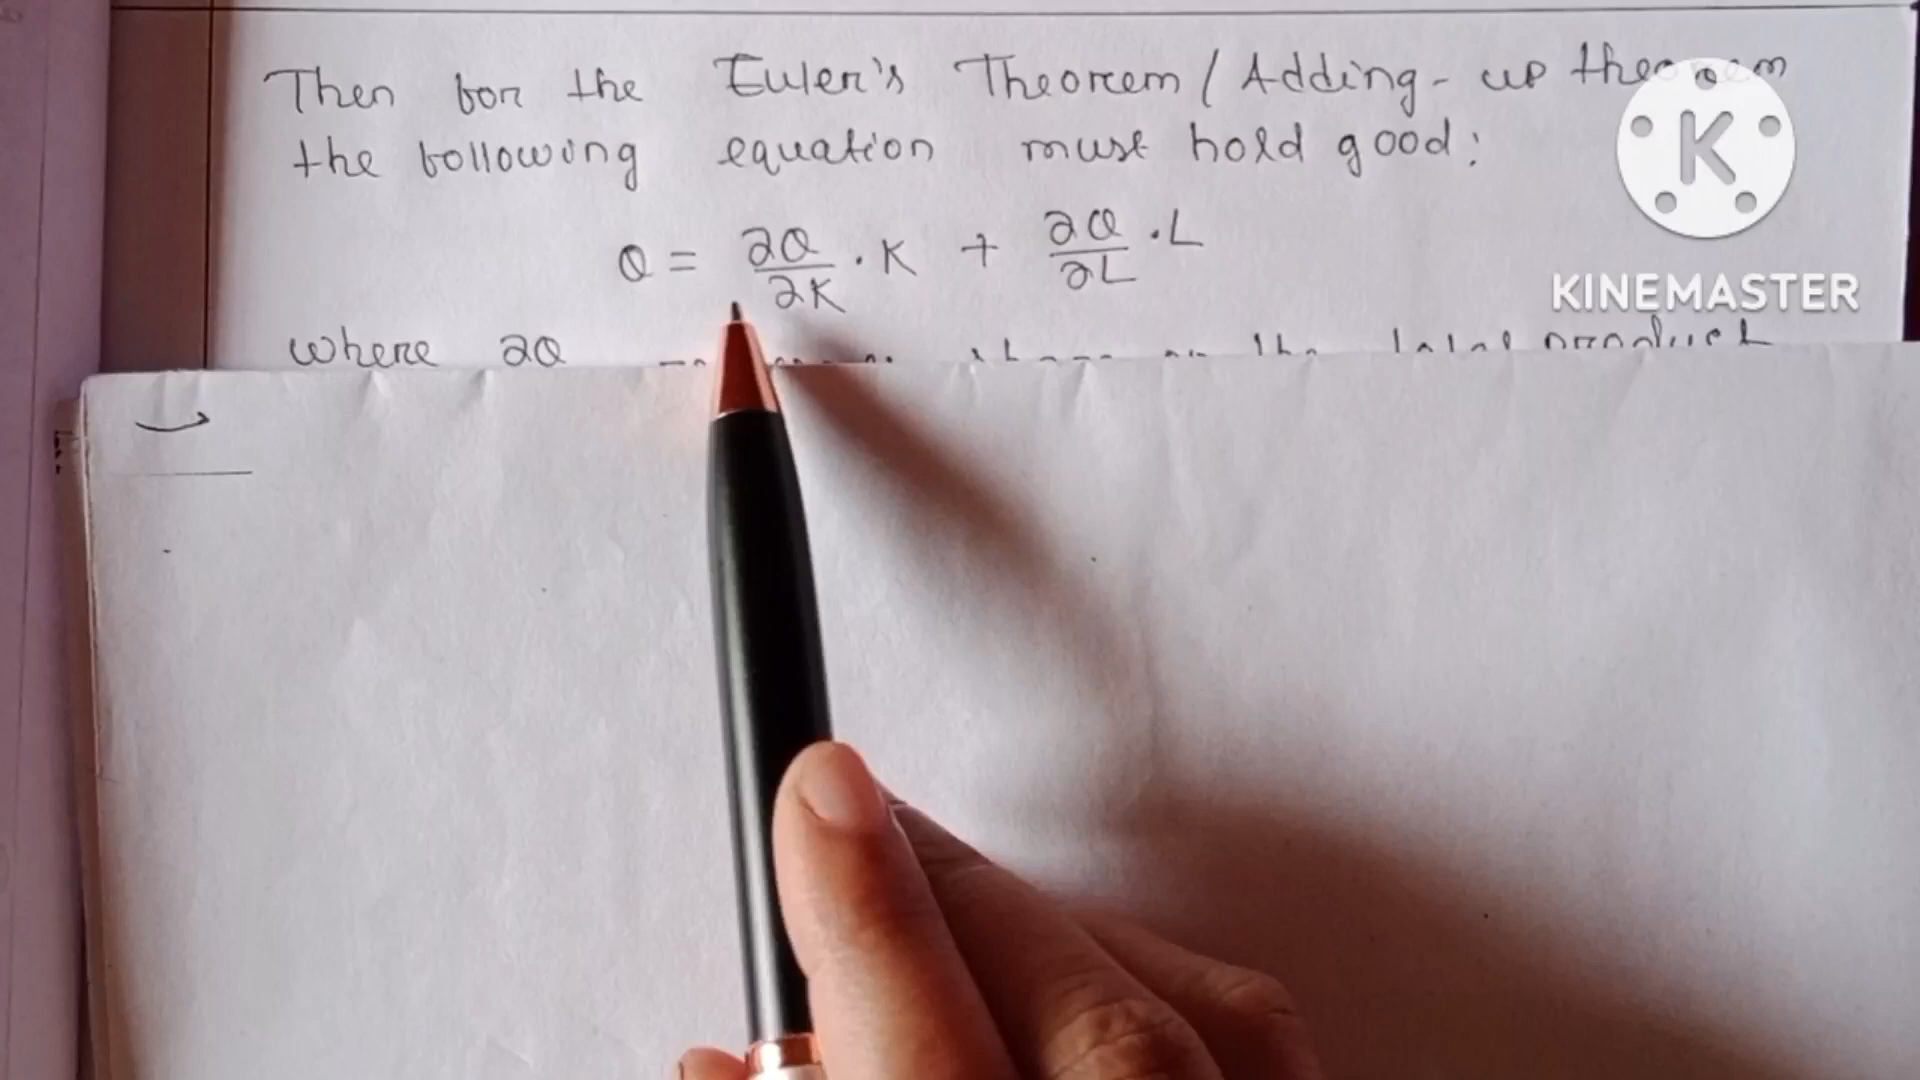 Then for the Euler's Theorem / Adding-up theorem
the following equation must hold good:
Q = ∂Q/∂K . K + ∂Q/∂L . L
where ∂Q
K
KINEMASTER